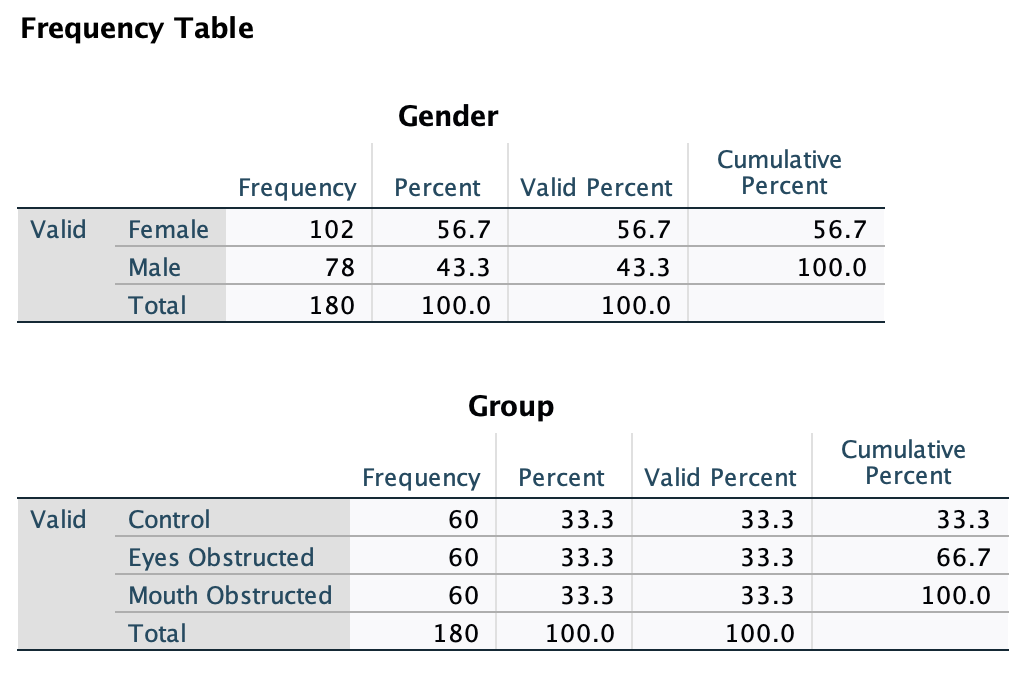 Frequency Table
Gender
Frequency Percent Valid Percent Cumulative Percent
Valid Female 102 56.7 56.7 56.7
Male 78 43.3 43.3 100.0
Total 180 100.0 100.0
Group
Frequency Percent Valid Percent Cumulative Percent
Valid Control 60 33.3 33.3 33.3
Eyes Obstructed 60 33.3 33.3 66.7
Mouth Obstructed 60 33.3 33.3 100.0
Total 180 100.0 100.0